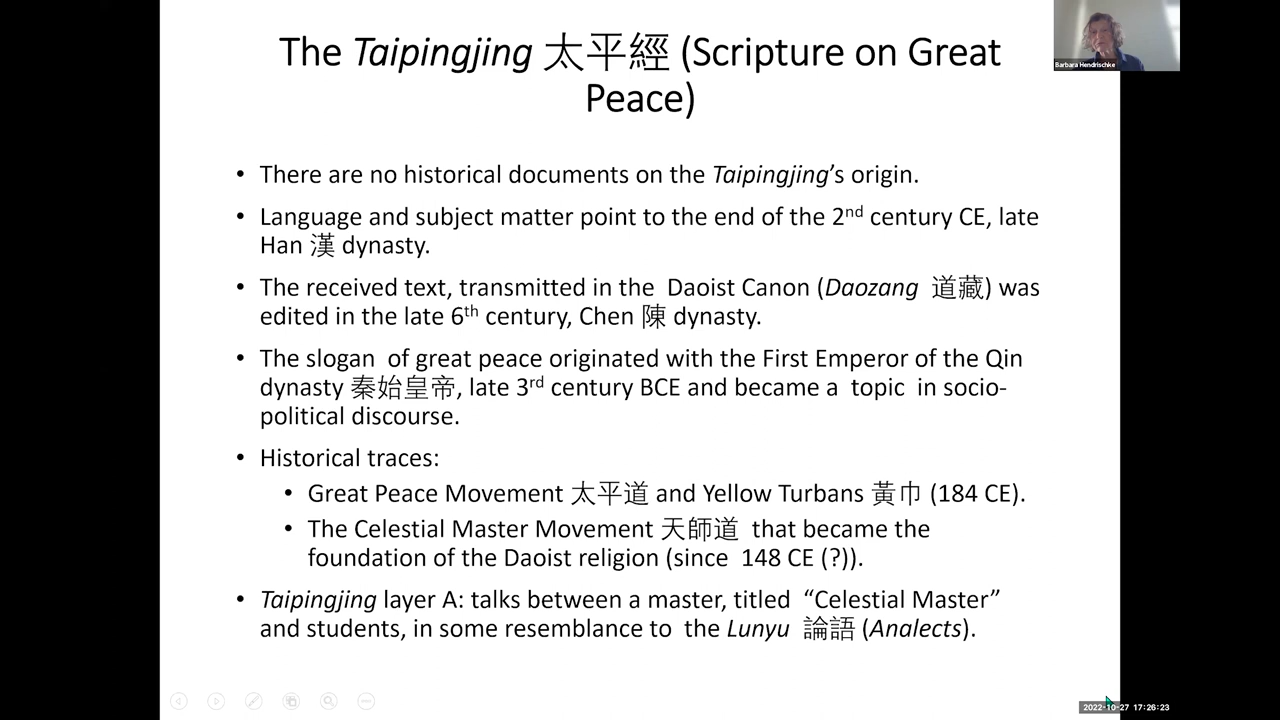 The Taipingjing 太平經 (Scripture on Great
Peace)
Barbara Hendrischke
• There are no historical documents on the Taipingjing’s origin.
• Language and subject matter point to the end of the 2nd century CE, late
Han 漢 dynasty.
• The received text, transmitted in the Daoist Canon (Daozang 道藏) was
edited in the late 6th century, Chen 陳 dynasty.
• The slogan of great peace originated with the First Emperor of the Qin
dynasty 秦始皇帝, late 3rd century BCE and became a topic in socio-
political discourse.
• Historical traces:
• Great Peace Movement 太平道 and Yellow Turbans 黃巾 (184 CE).
• The Celestial Master Movement 天師道 that became the
foundation of the Daoist religion (since 148 CE (?)).
• Taipingjing layer A: talks between a master, titled “Celestial Master”
and students, in some resemblance to the Lunyu 論語 (Analects).
2022-10-27 17:26:23